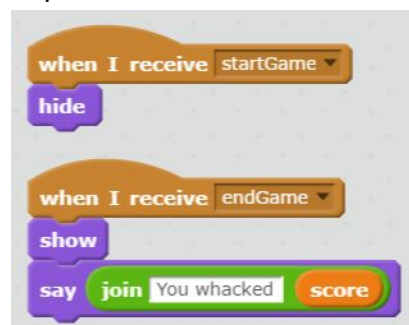 when I receive startGame
hide
when I receive endGame
show
say join You whacked score